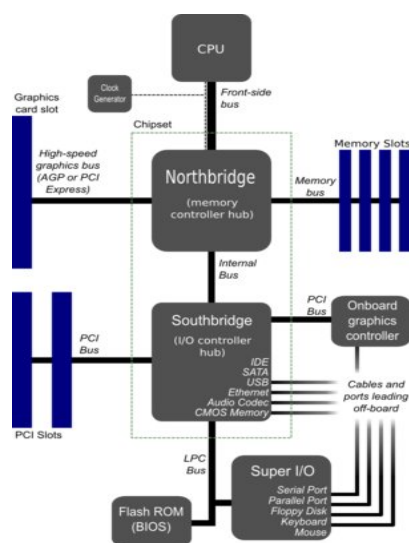 CPU
Clock
Generator
Front-side
bus
Graphics
card slot
Chipset
High-speed
graphics bus
(AGP or PCI
Express)
Northbridge
(memory
controller hub)
Memory
bus
Memory Slots
Internal
Bus
PCI
Bus
Southbridge
(I/O controller
hub)
PCI
Bus
Onboard
graphics
controller
IDE
SATA
USB
Ethernet
Audio Codec
CMOS Memory
Cables and
ports leading
off-board
PCI Slots
LPC
Bus
Super I/O
Serial Port
Parallel Port
Floppy Disk
Keyboard
Mouse
Flash ROM
(BIOS)